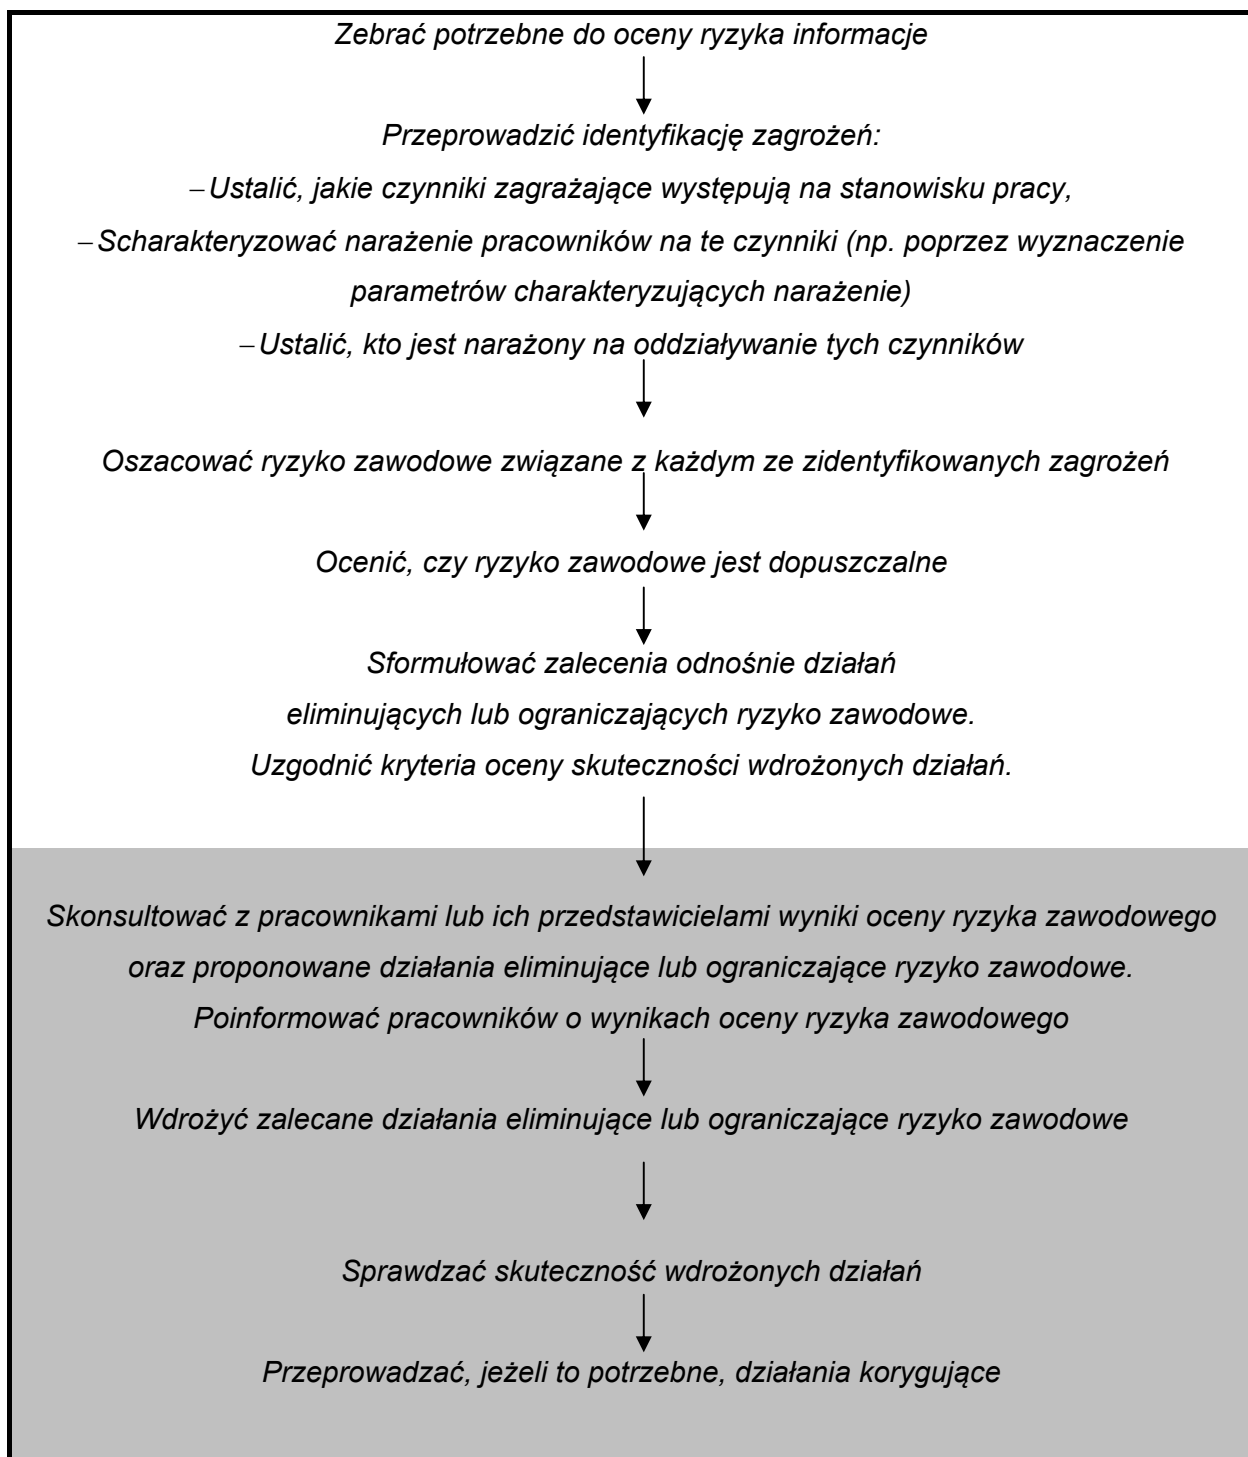 Zebrać potrzebne do oceny ryzyka informacje
Przeprowadzić identyfikację zagrożeń:
–Ustalić, jakie czynniki zagrażające występują na stanowisku pracy,
–Scharakteryzować narażenie pracowników na te czynniki (np. poprzez wyznaczenie
parametrów charakteryzujących narażenie)
–Ustalić, kto jest narażony na oddziaływanie tych czynników
Oszacować ryzyko zawodowe związane z każdym ze zidentyfikowanych zagrożeń
Ocenić, czy ryzyko zawodowe jest dopuszczalne
Sformułować zalecenia odnośnie działań
eliminujących lub ograniczających ryzyko zawodowe.
Uzgodnić kryteria oceny skuteczności wdrożonych działań.
Skonsultować z pracownikami lub ich przedstawicielami wyniki oceny ryzyka zawodowego
oraz proponowane działania eliminujące lub ograniczające ryzyko zawodowe.
Poinformować pracowników o wynikach oceny ryzyka zawodowego
Wdrożyć zalecane działania eliminujące lub ograniczające ryzyko zawodowe
Sprawdzać skuteczność wdrożonych działań
Przeprowadzać, jeżeli to potrzebne, działania korygujące